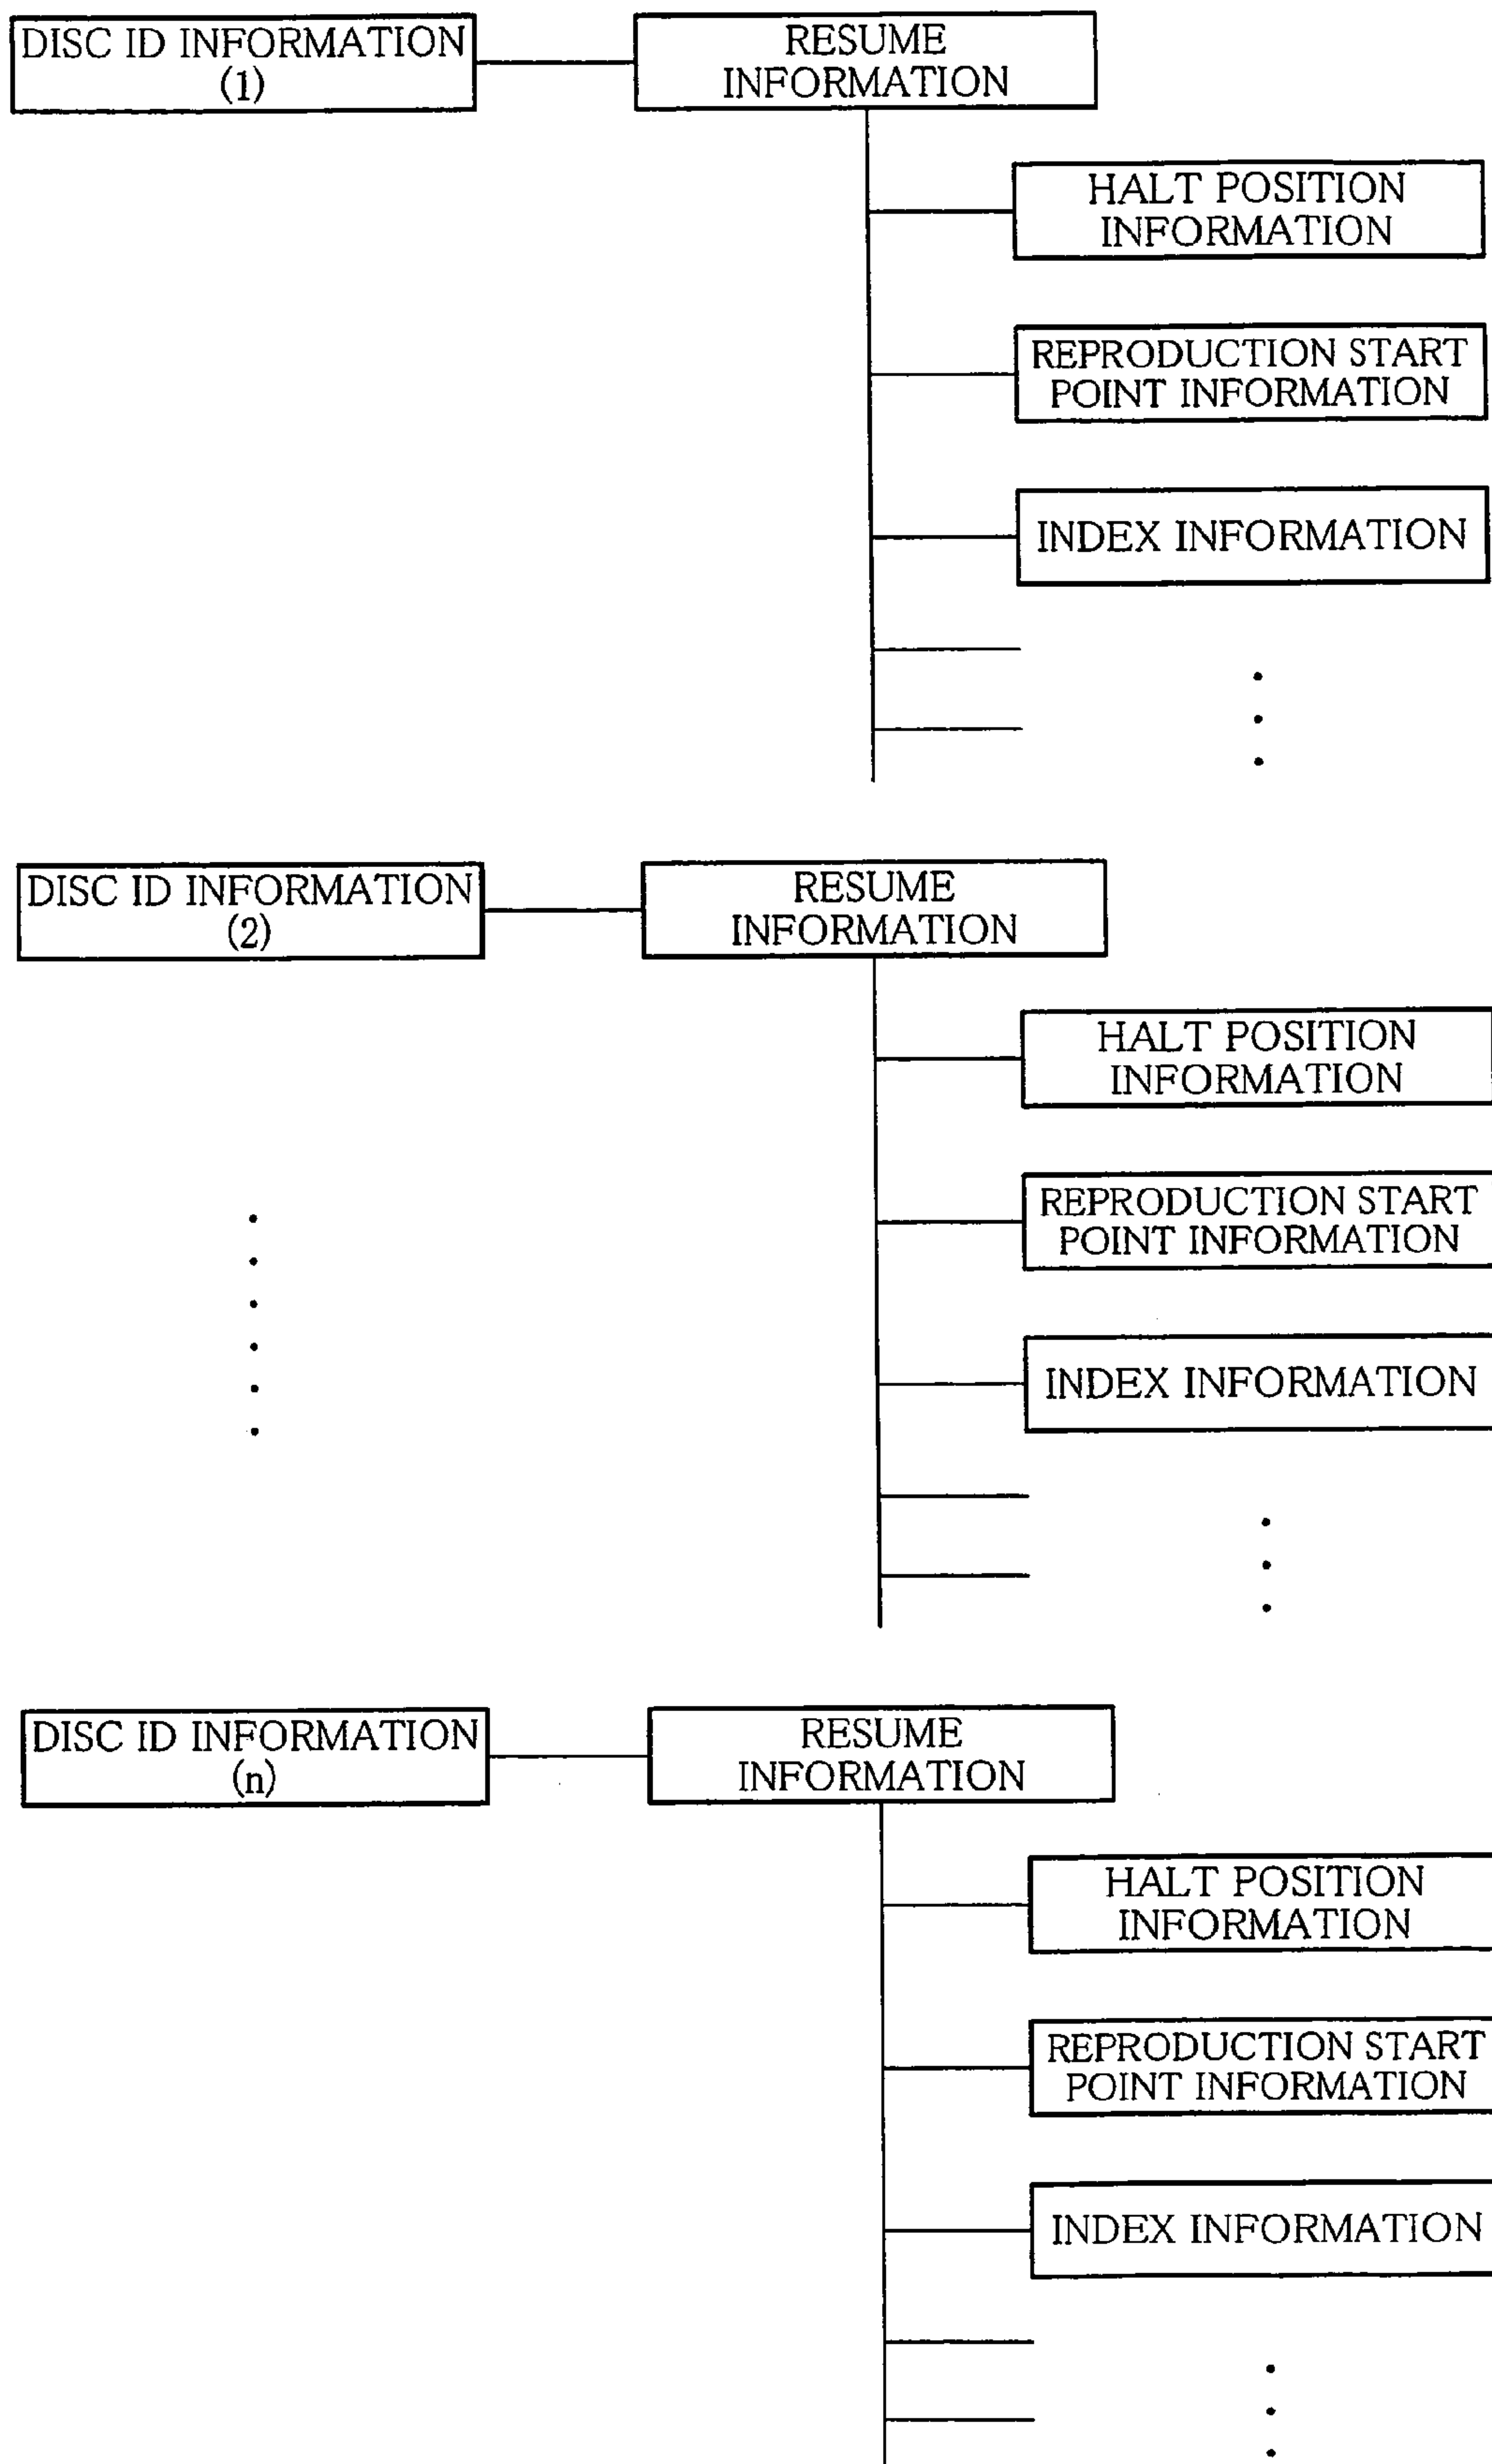 DISC ID INFORMATION
(1)
RESUME
INFORMATION
HALT POSITION
INFORMATION
REPRODUCTION START
POINT INFORMATION
INDEX INFORMATION
DISC ID INFORMATION
(2)
RESUME
INFORMATION
HALT POSITION
INFORMATION
REPRODUCTION START
POINT INFORMATION
INDEX INFORMATION
DISC ID INFORMATION
(n)
RESUME
INFORMATION
HALT POSITION
INFORMATION
REPRODUCTION START
POINT INFORMATION
INDEX INFORMATION